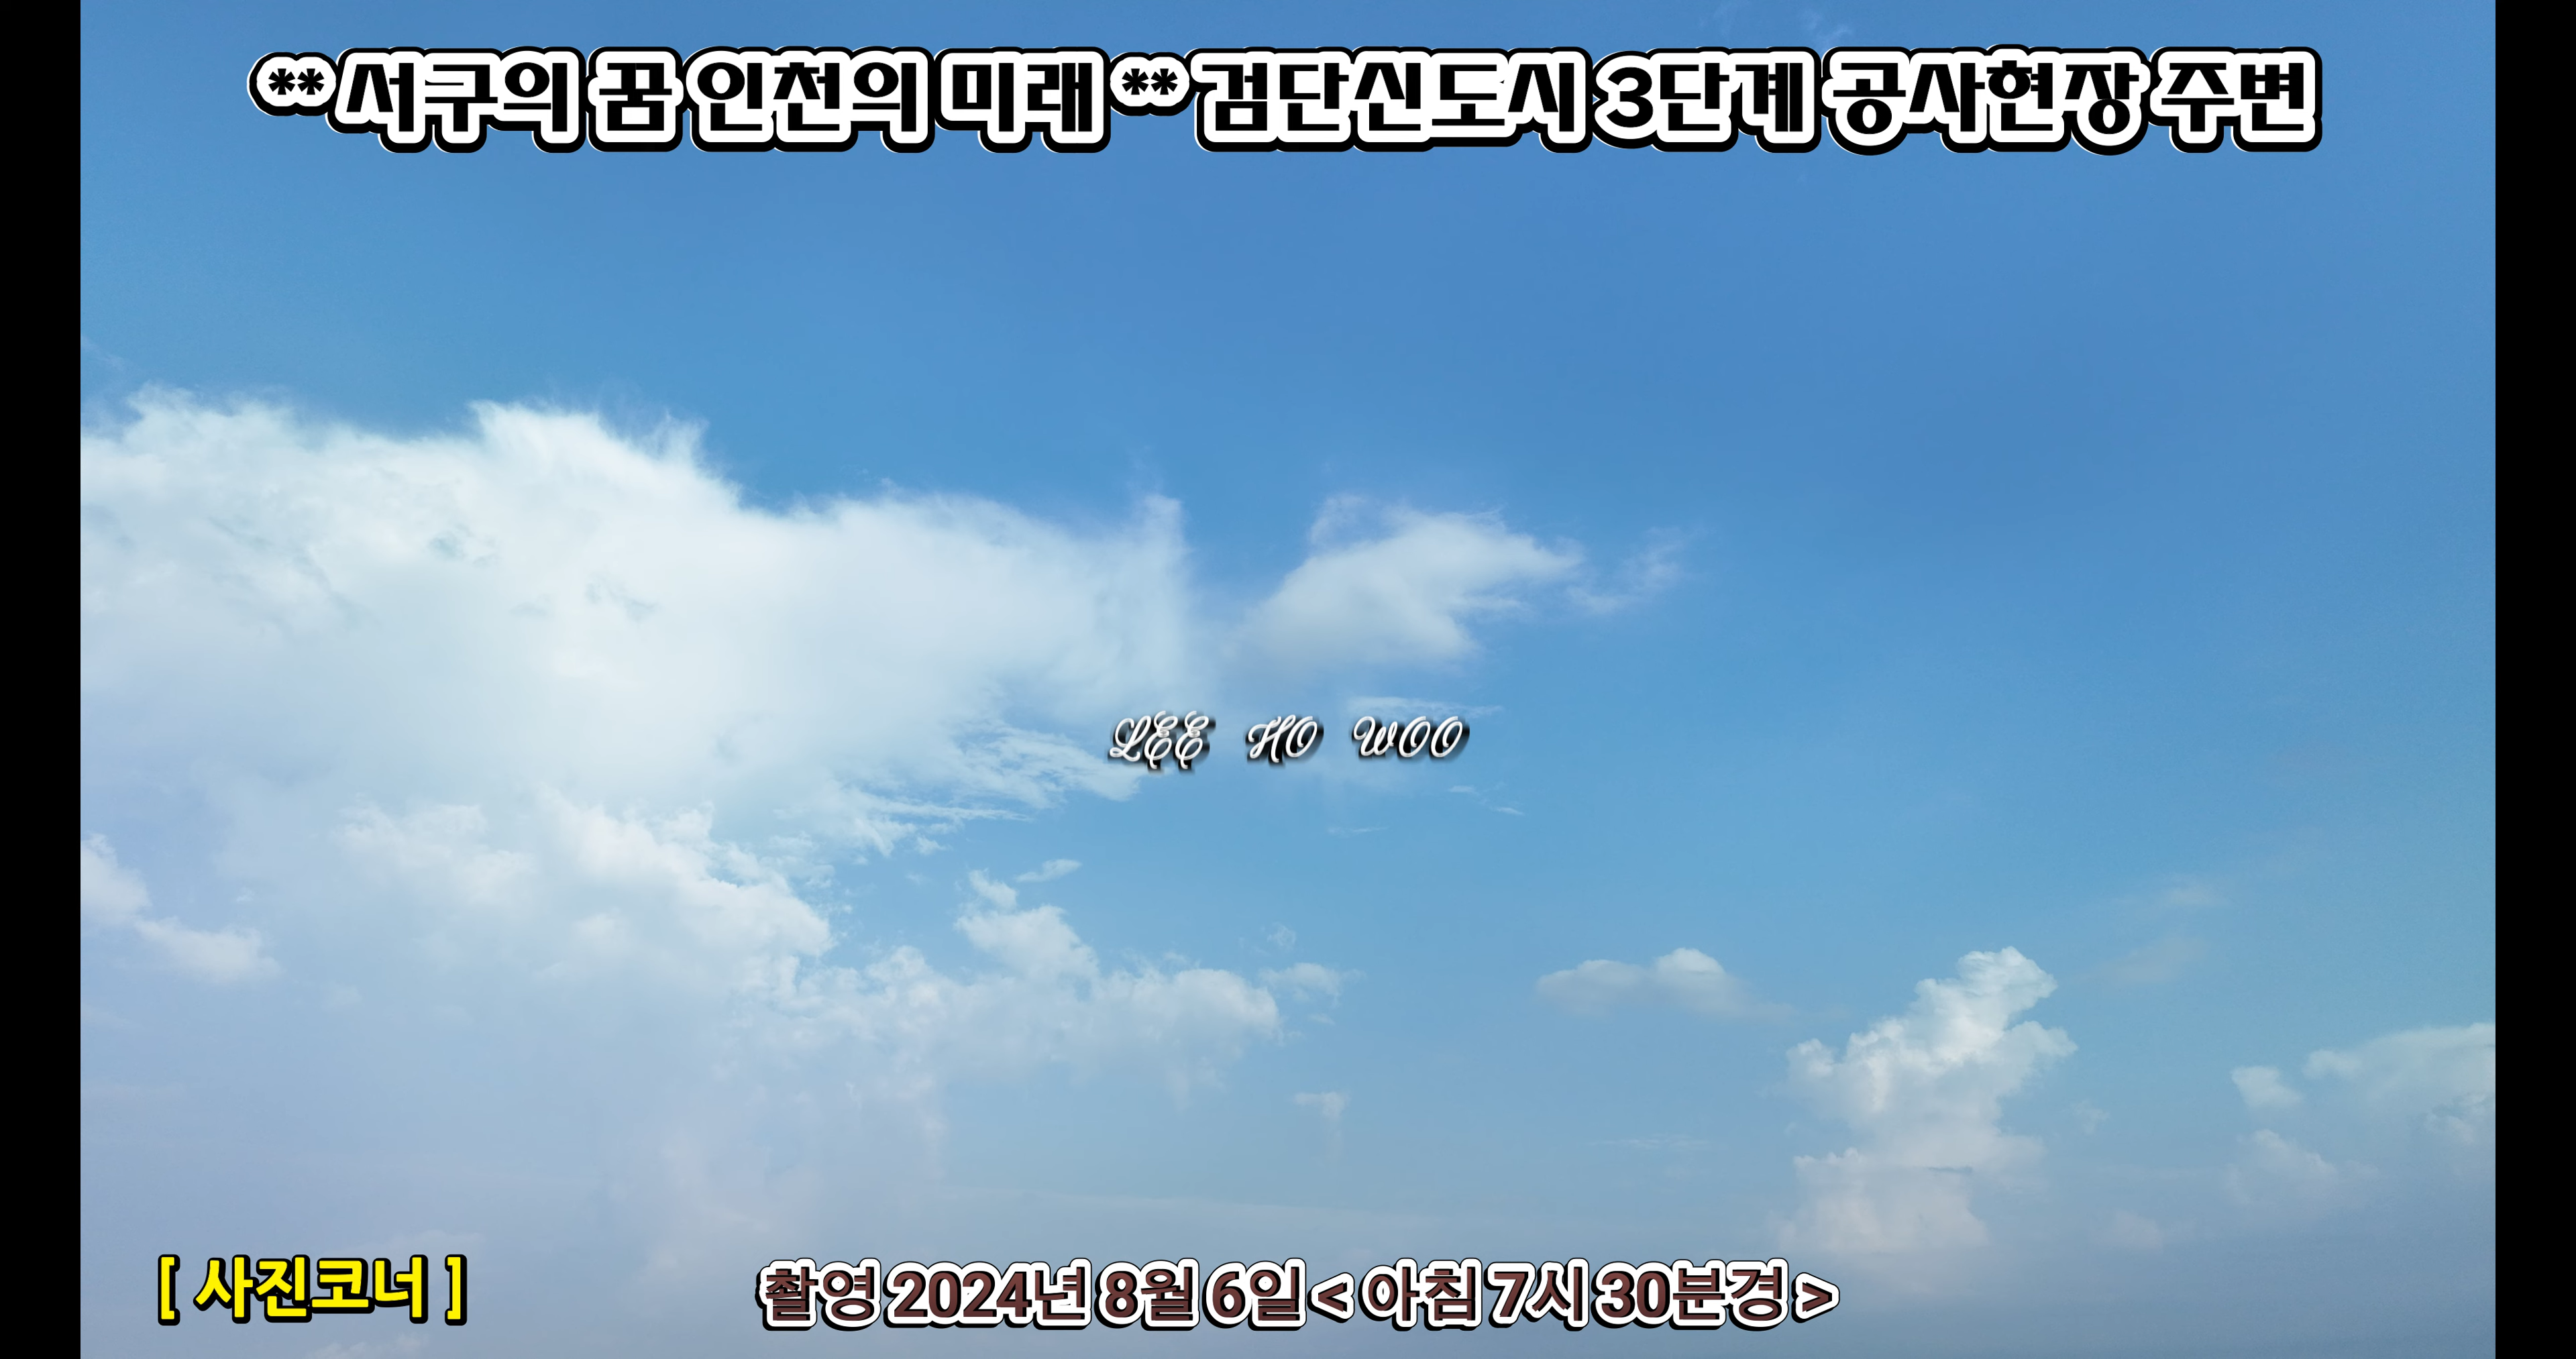 ** 서구의 꿈 인천의 미래 ** 검단신도시 3단계 공사현장 주변
LEE HO WOO
[ 사진코너 ]
촬영 2024년 8월 6일 < 아침 7시 30분경 >